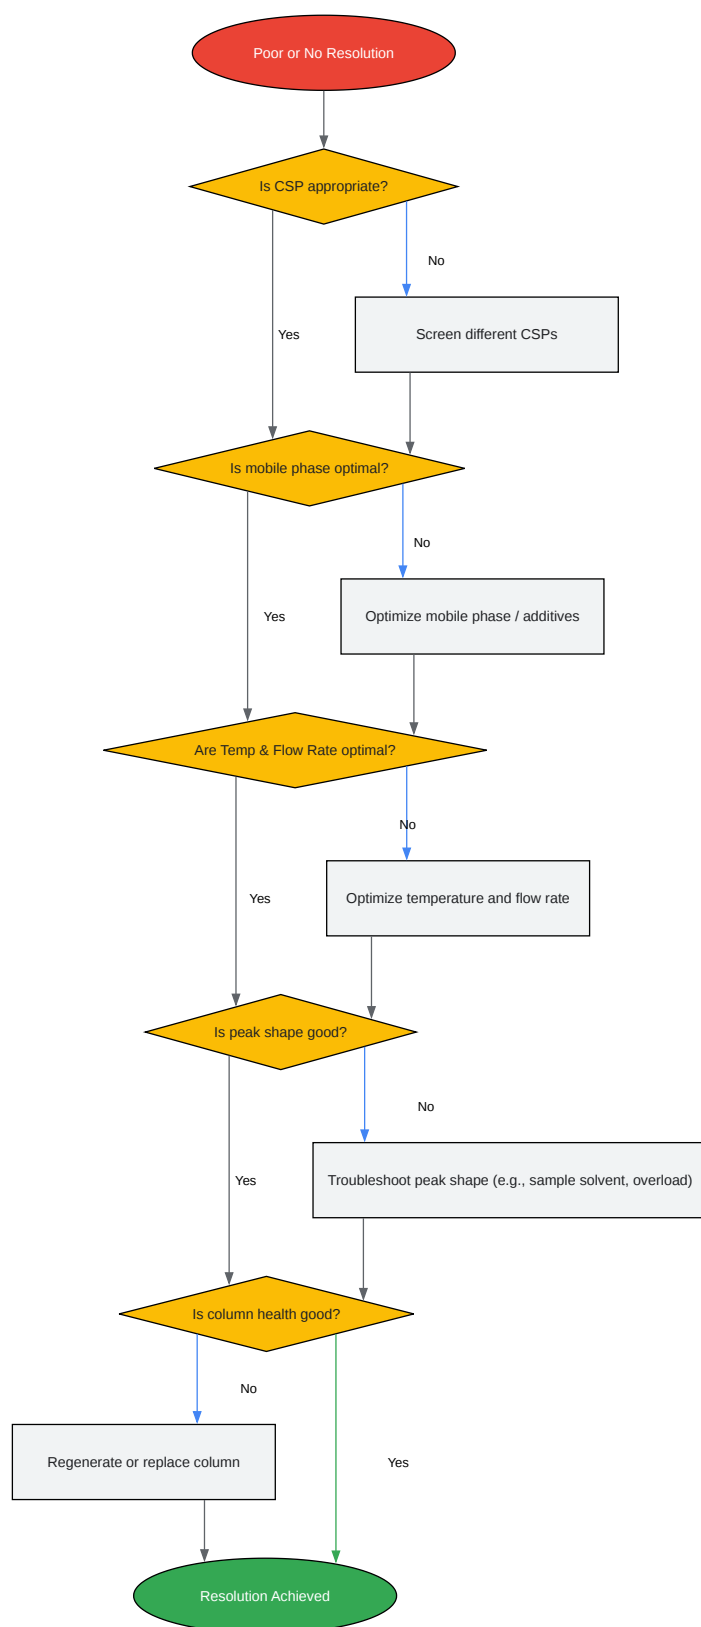 Poor or No Resolution
Is CSP appropriate?
No
Yes
Screen different CSPs
Is mobile phase optimal?
No
Yes
Optimize mobile phase / additives
Are Temp & Flow Rate optimal?
No
Yes
Optimize temperature and flow rate
Is peak shape good?
No
Yes
Troubleshoot peak shape (e.g., sample solvent, overload)
Is column health good?
No
Regenerate or replace column
Yes
Resolution Achieved